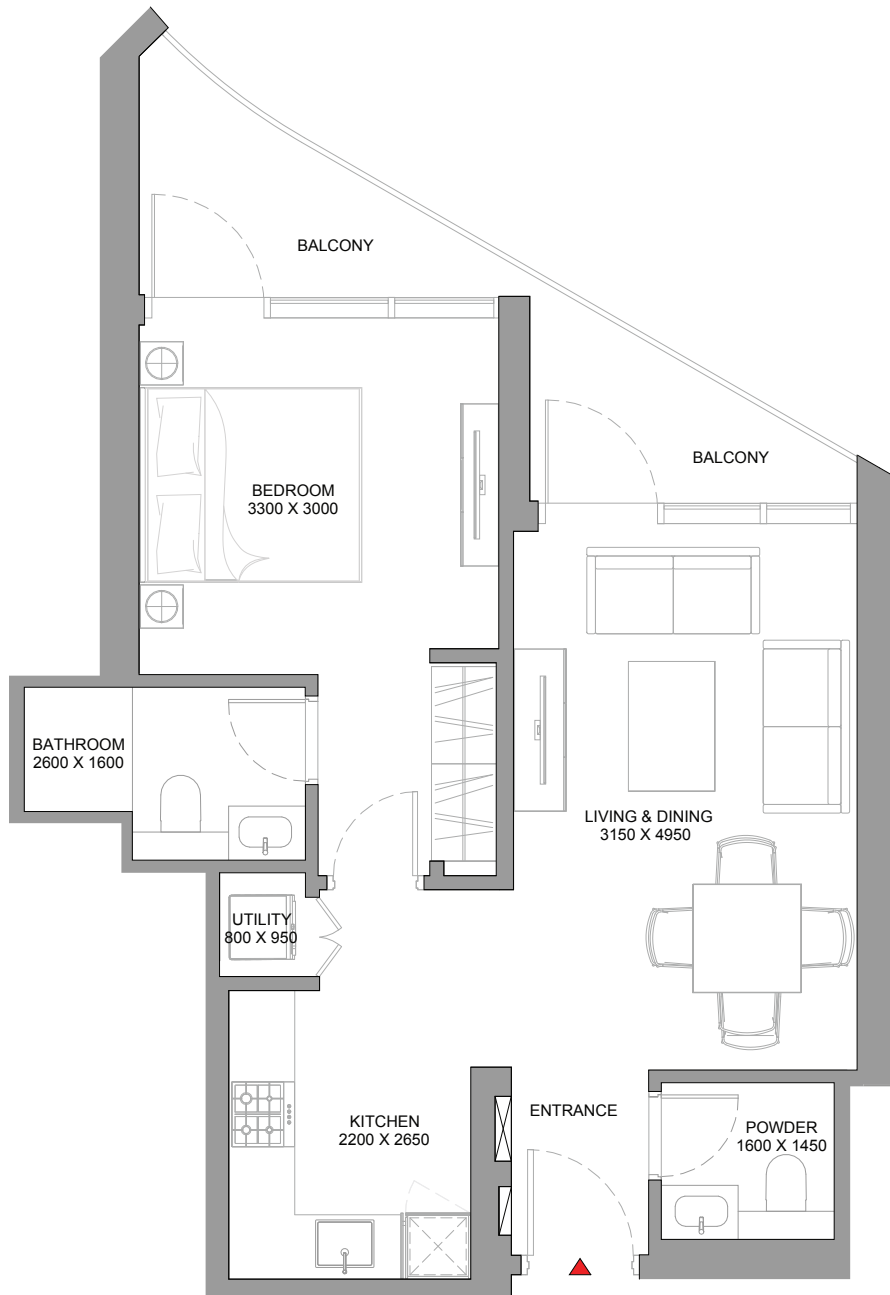 BALCONY
BALCONY
BEDROOM
3300 X 3000
BATHROOM
2600 X 1600
LIVING & DINING
3150 X 4950
UTILITY
800 X 950
KITCHEN
2200 X 2650
ENTRANCE
POWDER
1600 X 1450